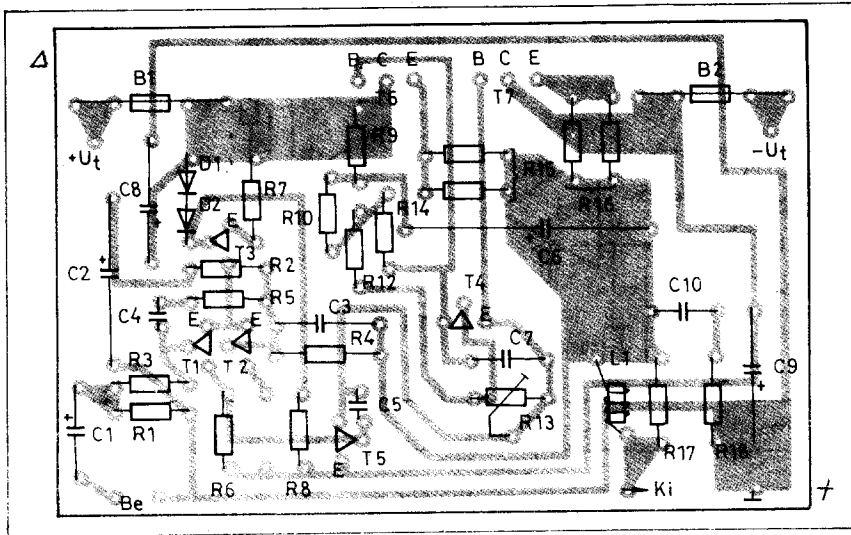 Δ
B1
B C E
B C E
B2
T6
T7
+Ut
-Ut
R9
D1
R15
C8
D2
R7
R10
R14
R16
E
T3
C6
C2
R2
R12
T4
C10
R5
C3
C4
E
E
R4
E
C7
L1
R3
T1
T2
C9
R1
C5
R13
C1
T5
R17
R18
R6
R8
E
Be
Ki